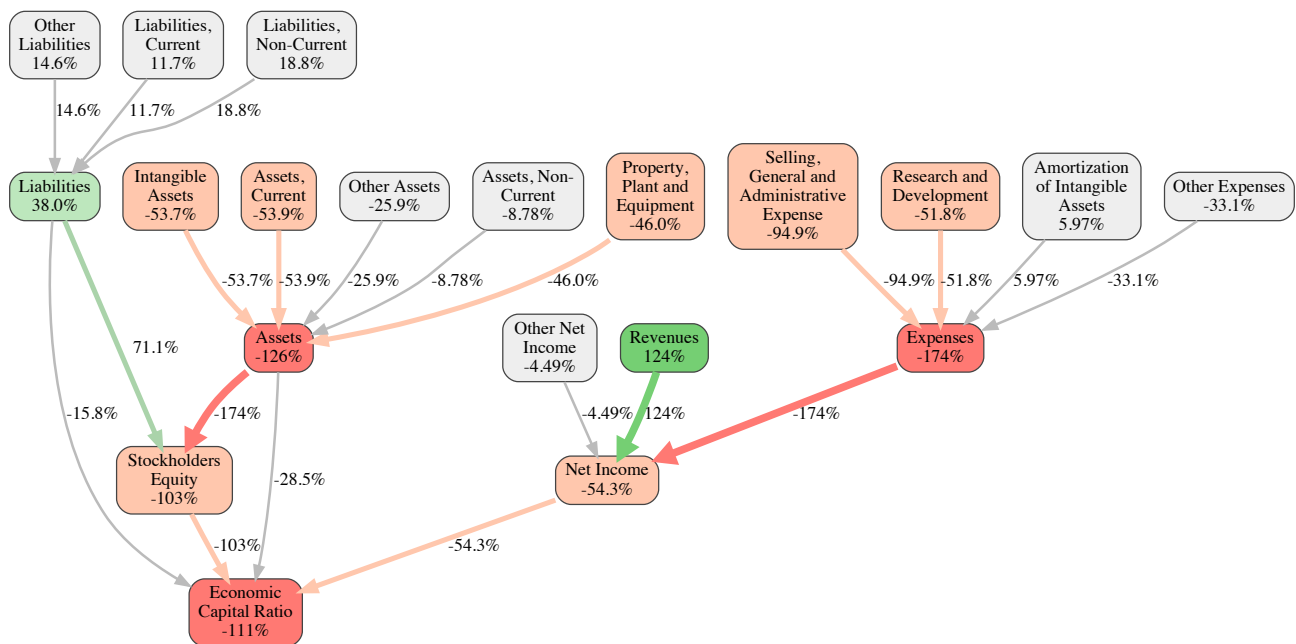 Other
Liabilities
14.6%
Liabilities,
Current
11.7%
Liabilities,
Non-Current
18.8%
14.6%
11.7%
18.8%
Liabilities
38.0%
Intangible
Assets
-53.7%
Assets,
Current
-53.9%
Other Assets
-25.9%
Assets, Non-
Current
-8.78%
Property,
Plant and
Equipment
-46.0%
Selling,
General and
Administrative
Expense
-94.9%
Research and
Development
-51.8%
Amortization
of Intangible
Assets
5.97%
Other Expenses
-33.1%
-53.7%
-53.9%
-25.9%
-8.78%
-46.0%
-94.9%
-51.8%
5.97%
-33.1%
71.1%
Assets
-126%
Other Net
Income
-4.49%
Revenues
124%
Expenses
-174%
-15.8%
-174%
-4.49%
124%
-174%
Stockholders
Equity
-103%
-28.5%
Net Income
-54.3%
-103%
-54.3%
Economic
Capital Ratio
-111%